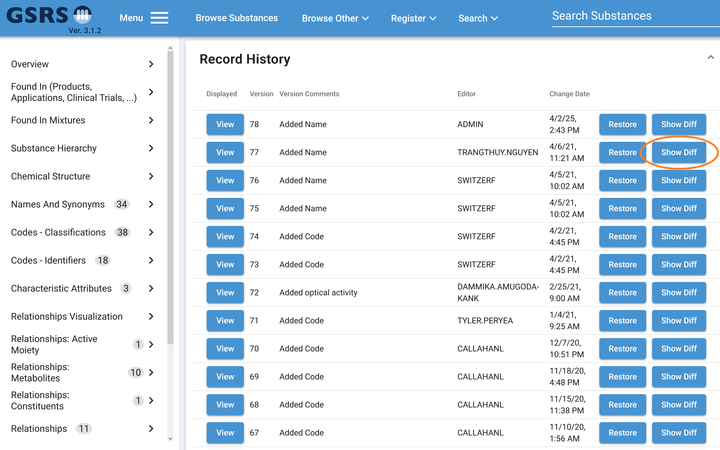 GSRS
Ver. 3.1.2
Menu
Browse Substances
Browse Other
Register
Search
Search Substances
Overview
Found In (Products,
Applications, Clinical Trials, ...)
Found In Mixtures
Substance Hierarchy
Chemical Structure
Names And Synonyms 34
Codes - Classifications 38
Codes - Identifiers 18
Characteristic Attributes 3
Relationships Visualization
Relationships: Active
Moiety 1
Relationships:
Metabolites 10
Relationships:
Constituents 1
Relationships 11
Record History
Displayed Version Version Comments Editor Change Date
View 78 Added Name ADMIN 4/2/25,
2:43 PM Restore Show Diff
View 77 Added Name TRANGTHUY.NGUYEN 4/6/21,
11:21 AM Restore Show Diff
View 76 Added Name SWITZERF 4/5/21,
10:02 AM Restore Show Diff
View 75 Added Name SWITZERF 4/5/21,
10:02 AM Restore Show Diff
View 74 Added Code SWITZERF 4/2/21,
4:45 PM Restore Show Diff
View 73 Added Code SWITZERF 4/2/21,
4:45 PM Restore Show Diff
View 72 Added optical activity DAMMIKA.AMUGODA-
KANK 2/25/21,
9:00 AM Restore Show Diff
View 71 Added Code TYLER.PERYEA 1/4/21,
9:25 AM Restore Show Diff
View 70 Added Code CALLAHANL 12/7/20,
10:51 PM Restore Show Diff
View 69 Added Code CALLAHANL 11/18/20,
4:48 PM Restore Show Diff
View 68 Added Code CALLAHANL 11/15/20,
11:38 PM Restore Show Diff
View 67 Added Code CALLAHANL 11/10/20,
1:56 AM Restore Show Diff